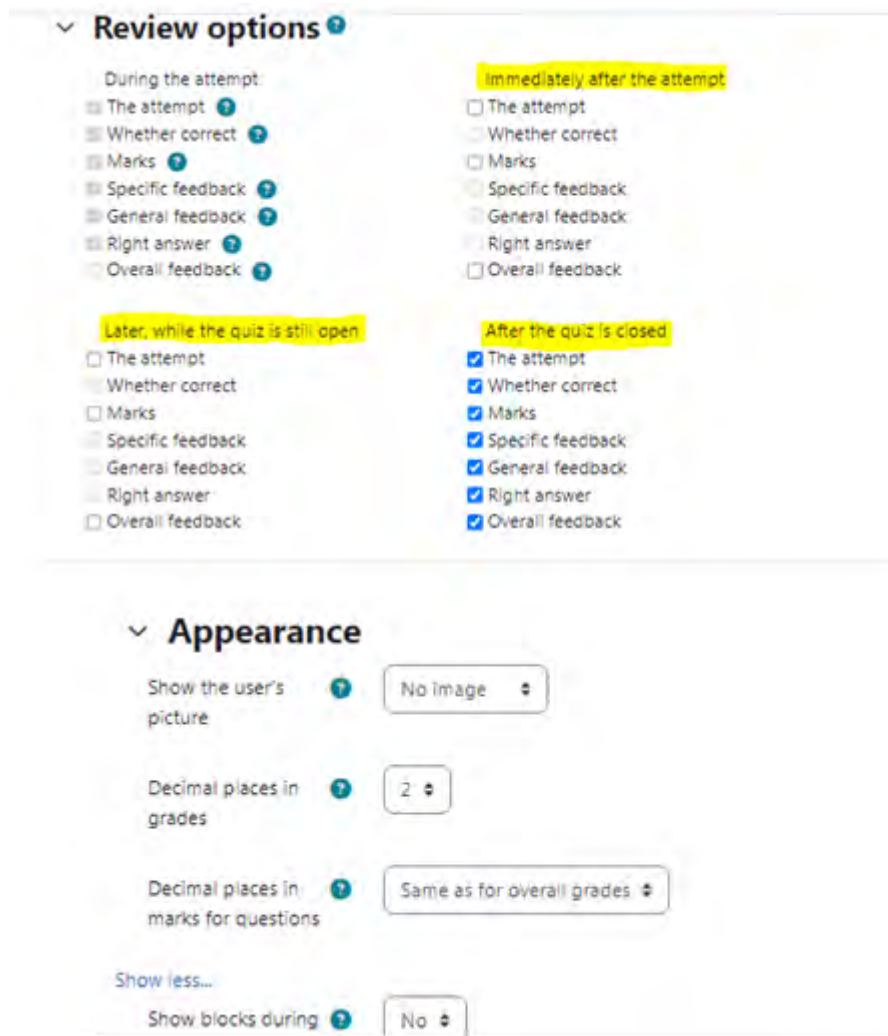 Review options
During the attempt
The attempt
Whether correct
Marks
Specific feedback
General feedback
Right answer
Overall feedback
Immediately after the attempt
The attempt
Whether correct
Marks
Specific feedback
General feedback
Right answer
Overall feedback
Later, while the quiz is still open
The attempt
Whether correct
Marks
Specific feedback
General feedback
Right answer
Overall feedback
After the quiz is closed
The attempt
Whether correct
Marks
Specific feedback
General feedback
Right answer
Overall feedback
Appearance
Show the user's
picture
No image
Decimal places in
grades
2
Decimal places in
marks for questions
Same as for overall grades
Show less...
Show blocks during
No